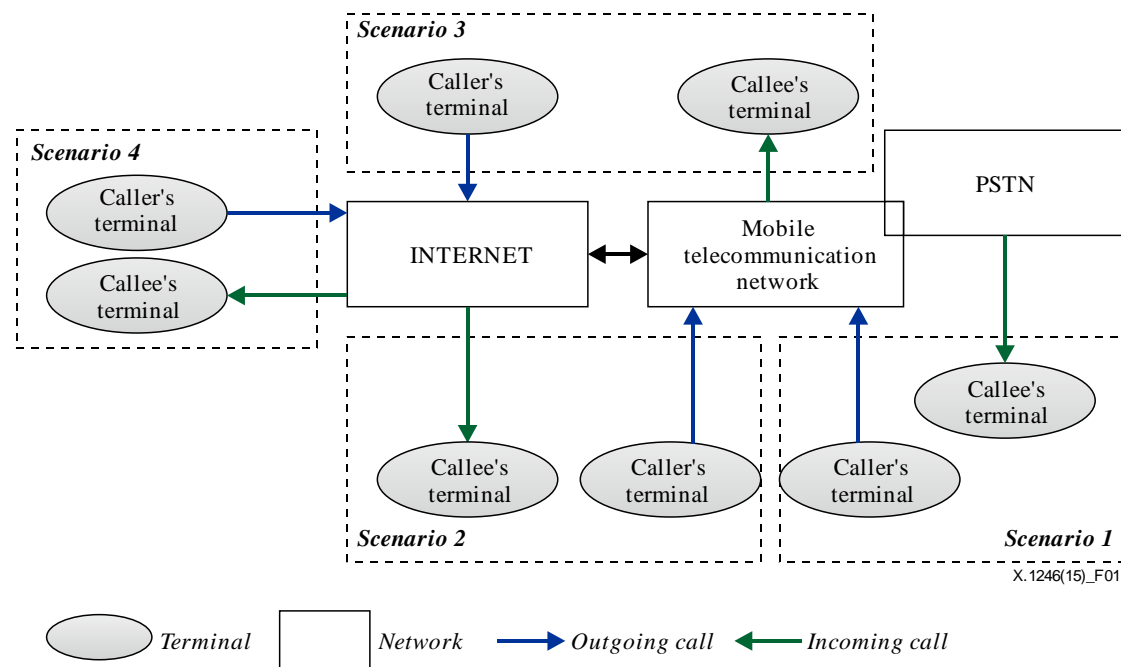 Scenario 3
Caller's
terminal
Callee's
terminal
Scenario 4
Caller's
terminal
Callee's
terminal
INTERNET
Mobile
telecommunication
network
PSTN
Callee's
terminal
Caller's
terminal
Scenario 2
Caller's
terminal
Callee's
terminal
Scenario 1
X.1246(15)_F01
Terminal
Network
Outgoing call
Incoming call